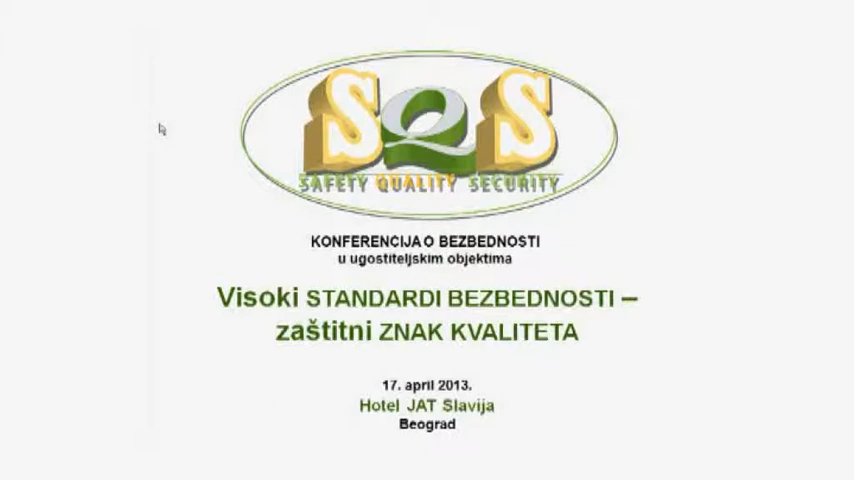 SQS
SAFETY QUALITY SECURITY
KONFERENCIJA O BEZBEDNOSTI
u ugostiteljskim objektima
Visoki STANDARDI BEZBEDNOSTI –
zaštitni ZNAK KVALITETA
17. april 2013.
Hotel JAT Slavija
Beograd